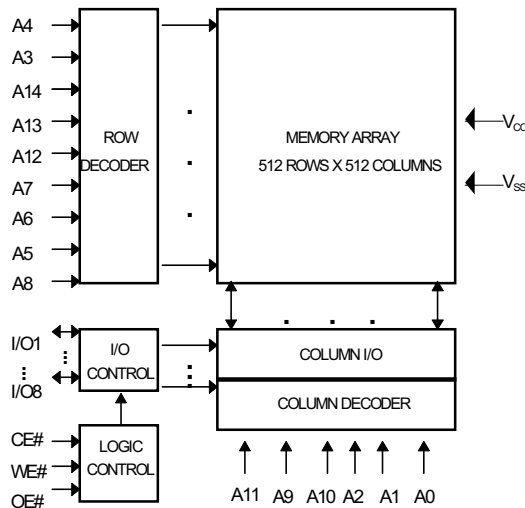 A4
A3
A14
A13
A12
A7
A6
A5
A8
ROW
DECODER
MEMORY ARRAY
512 ROWS X 512 COLUMNS
VCC
VSS
I/O1
I/O8
I/O
CONTROL
COLUMN I/O
COLUMN DECODER
CE#
WE#
OE#
LOGIC
CONTROL
A11 A9 A10 A2 A1 A0